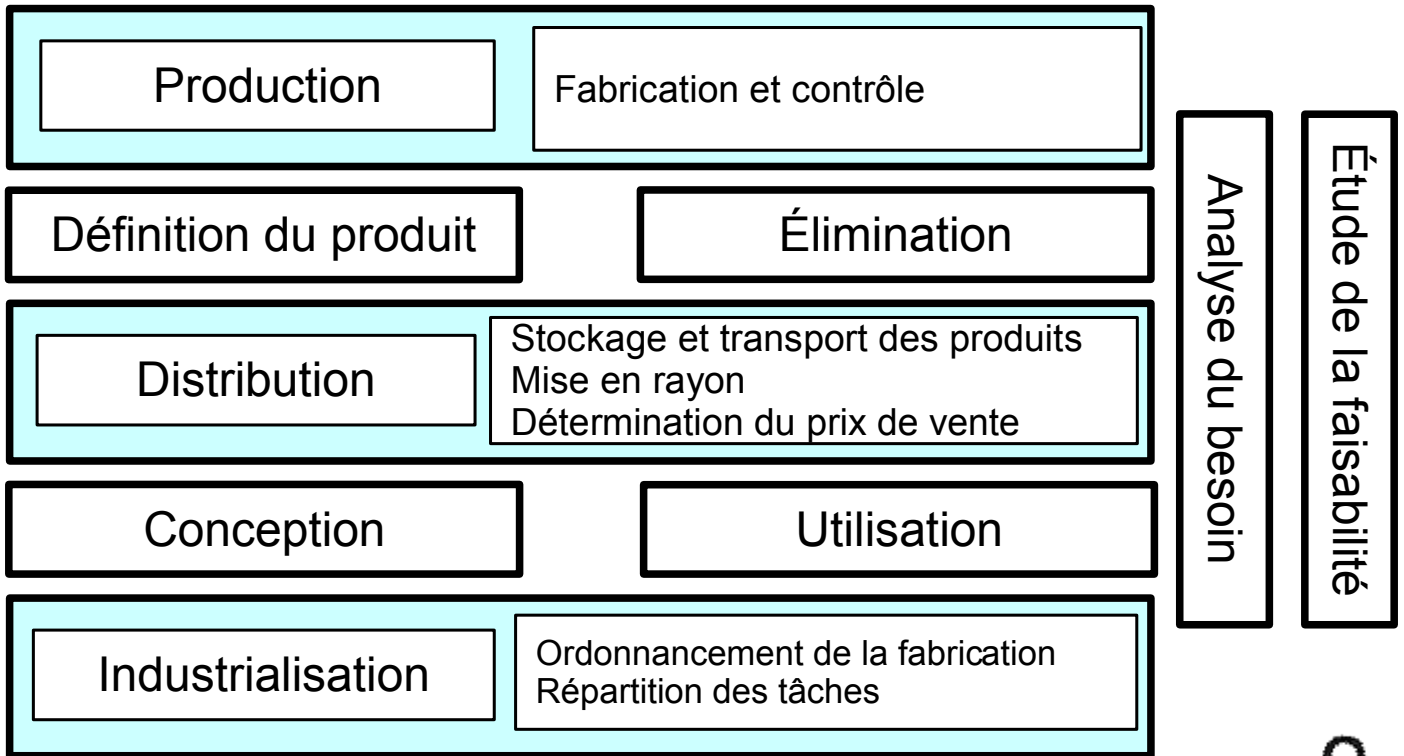 Production
Fabrication et contrôle
Définition du produit
Élimination
Distribution
Stockage et transport des produits
Mise en rayon
Détermination du prix de vente
Conception
Utilisation
Industrialisation
Ordonnancement de la fabrication
Répartition des tâches
Analyse du besoin
Étude de la faisabilité